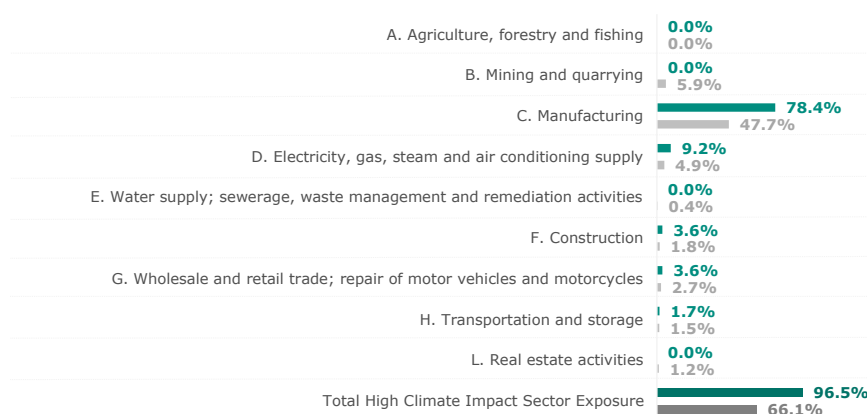 A. Agriculture, forestry and fishing
0.0%
0.0%
B. Mining and quarrying
0.0%
5.9%
C. Manufacturing
78.4%
47.7%
D. Electricity, gas, steam and air conditioning supply
9.2%
4.9%
E. Water supply; sewerage, waste management and remediation activities
0.0%
0.4%
F. Construction
3.6%
1.8%
G. Wholesale and retail trade; repair of motor vehicles and motorcycles
3.6%
2.7%
H. Transportation and storage
1.7%
1.5%
L. Real estate activities
0.0%
1.2%
Total High Climate Impact Sector Exposure
96.5%
66.1%